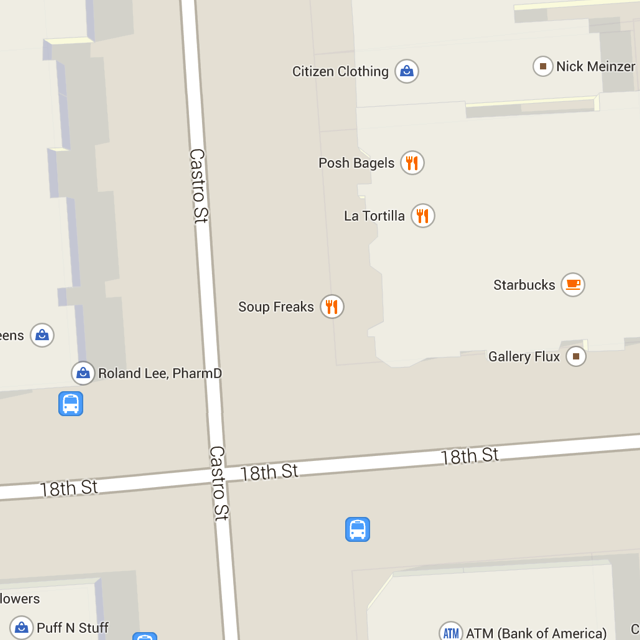 Citizen Clothing
Nick Meinzer
Castro St
Posh Bagels
La Tortilla
Starbucks
Soup Freaks
eens
Gallery Flux
Roland Lee, PharmD
18th St
Castro St
18th St
18th St
lowers
Puff N Stuff
ATM
ATM (Bank of America)
C